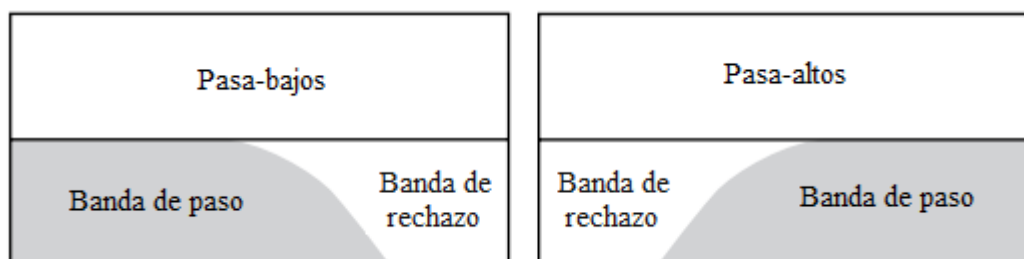 Pasa-bajos
Banda de paso
Banda de
rechazo
Pasa-altos
Banda de
rechazo
Banda de paso